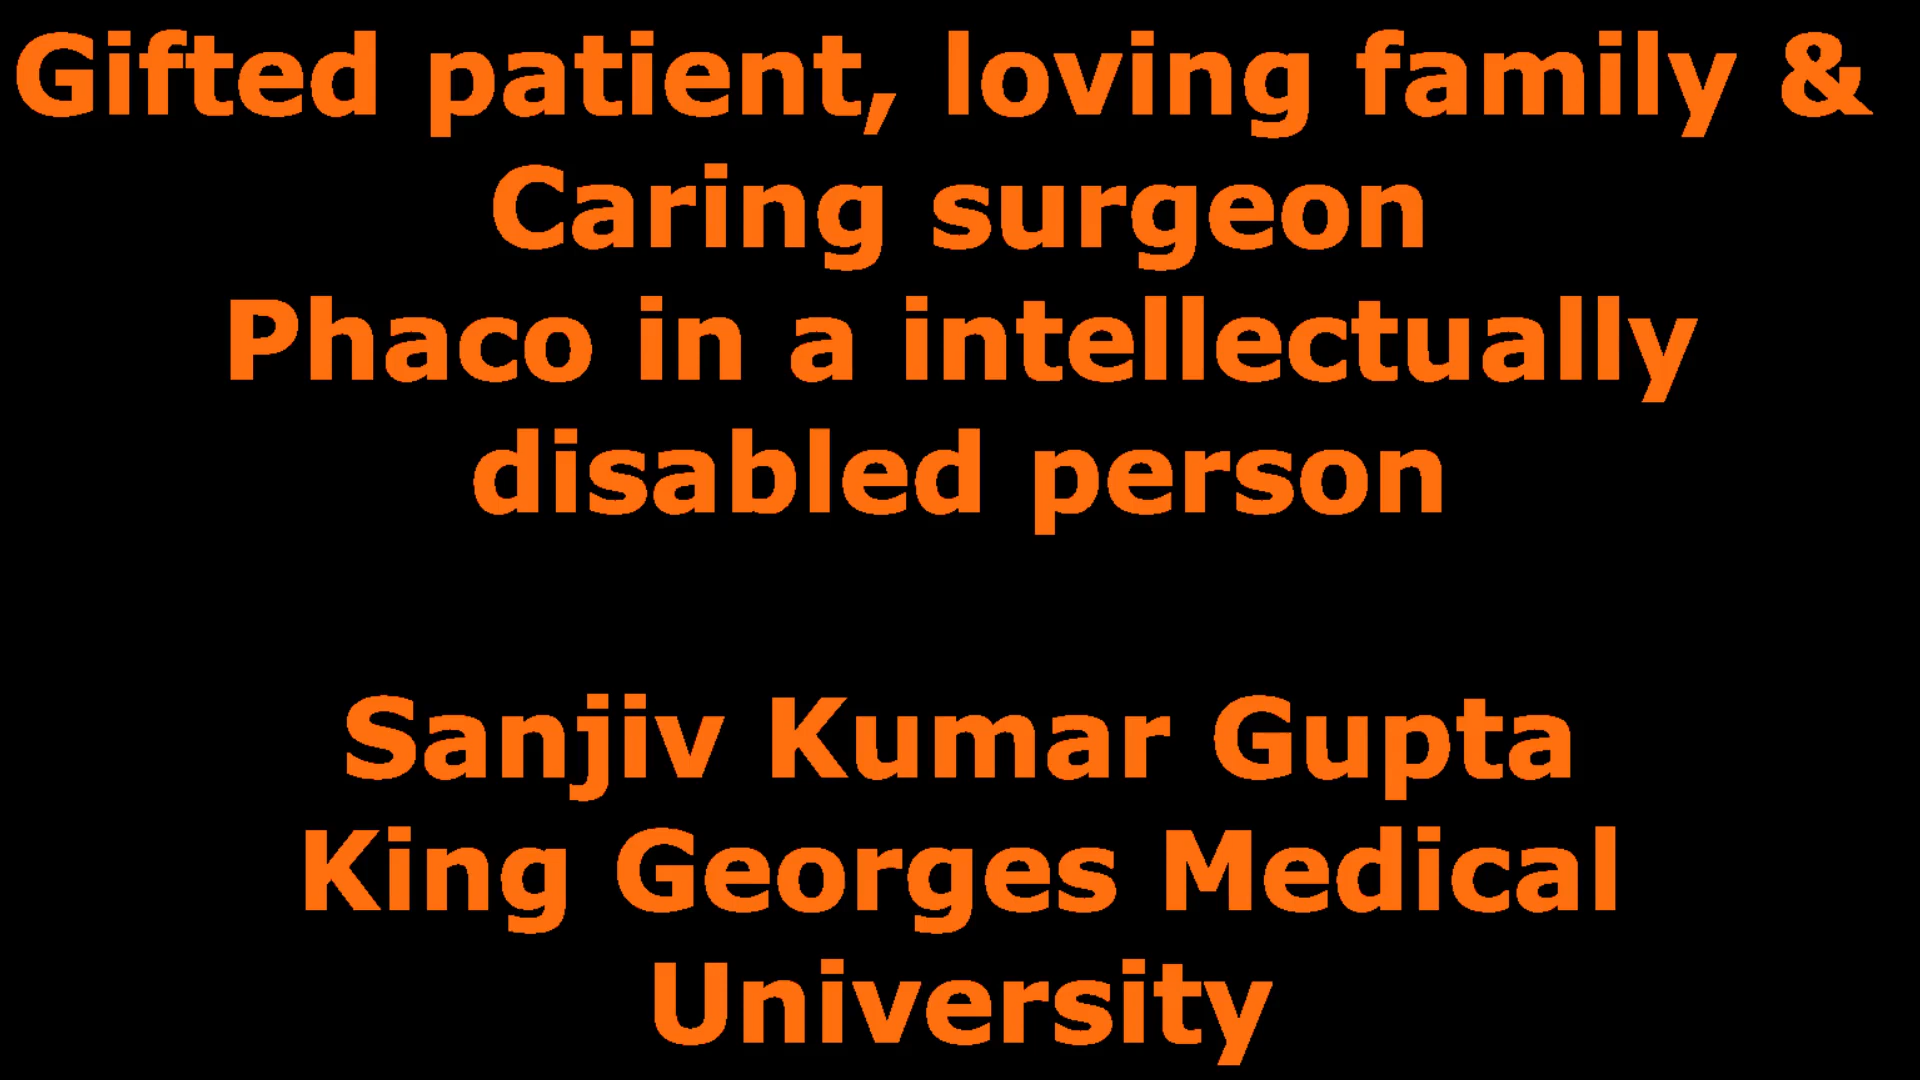 Gifted patient, loving family &
Caring surgeon
Phaco in a intellectually
disabled person
Sanjiv Kumar Gupta
King Georges Medical
University